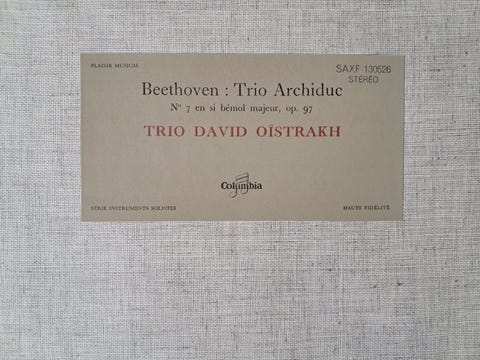 PLAISIR MUSICAL
SAXF 130526
STÉRÉO
Beethoven : Trio Archiduc
Nº 7 en si bémol majeur, op. 97
TRIO DAVID OÏSTRAKH
Columbia
SÉRIE INSTRUMENTS SOLISTES
HAUTE FIDÉLITÉ